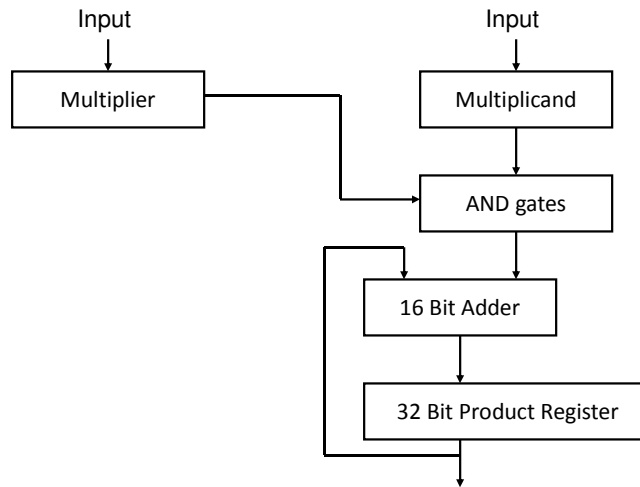 Input
Input
Multiplier
Multiplicand
AND gates
16 Bit Adder
32 Bit Product Register